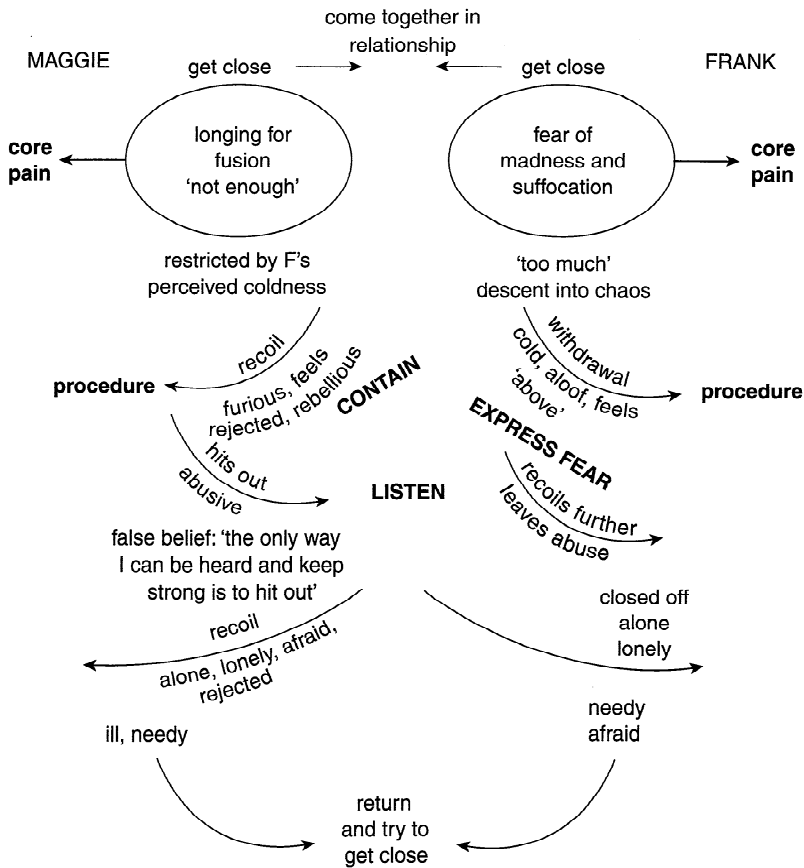 come together in
relationship
MAGGIE
get close
get close
FRANK
longing for
fusion
‘not enough’
fear of
madness and
suffocation
core
pain
core
pain
restricted by F’s
perceived coldness
‘too much’
descent into chaos
recoil
furious, feels
rejected, rebellious
CONTAIN
withdrawal
cold, aloof, feels
‘above’
procedure
procedure
EXPRESS FEAR
hits out
abusive
LISTEN
recoils further
leaves abuse
false belief: ‘the only way
I can be heard and keep
strong is to hit out’
closed off
alone
lonely
recoil
alone, lonely, afraid,
rejected
ill, needy
needy
afraid
return
and try to
get close